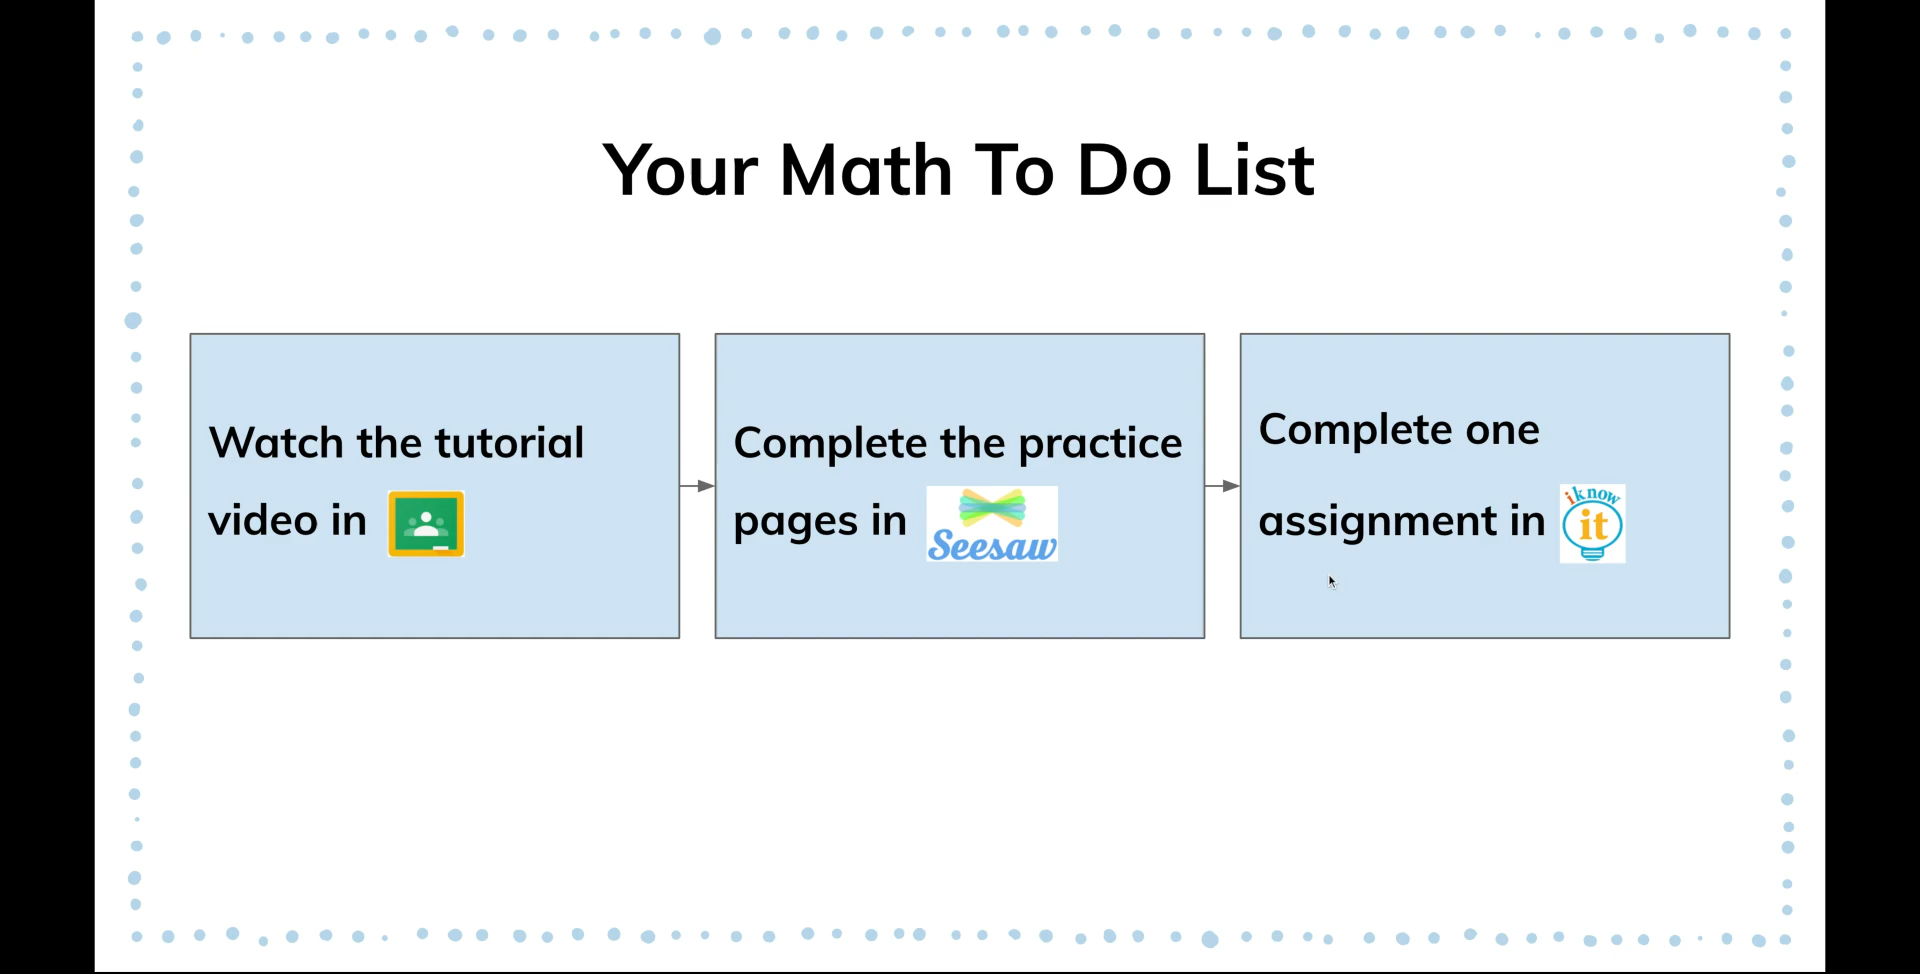 Your Math To Do List
Watch the tutorial
video in
Complete the practice
pages in
Seesaw
Complete one
assignment in
iknow
it